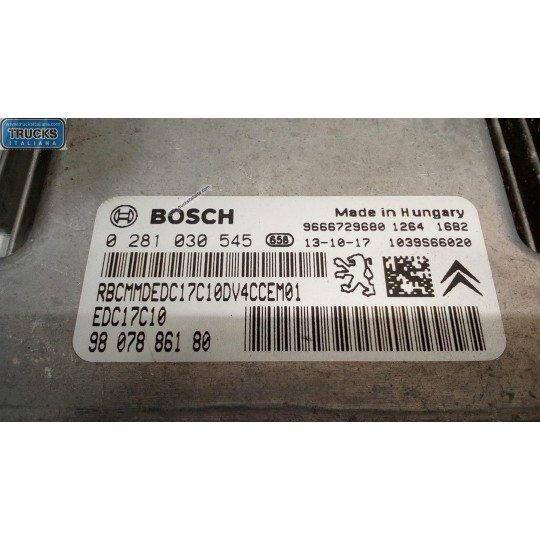 TRUCKS
ITALIANA
BOSCH
Made in Hungary
0 281 030 545 658
9666729680 1264 1682
13-10-17 1039S66020
RBCMMDEDC17C10DV4CCEM01
EDC17C10
98 078 861 80